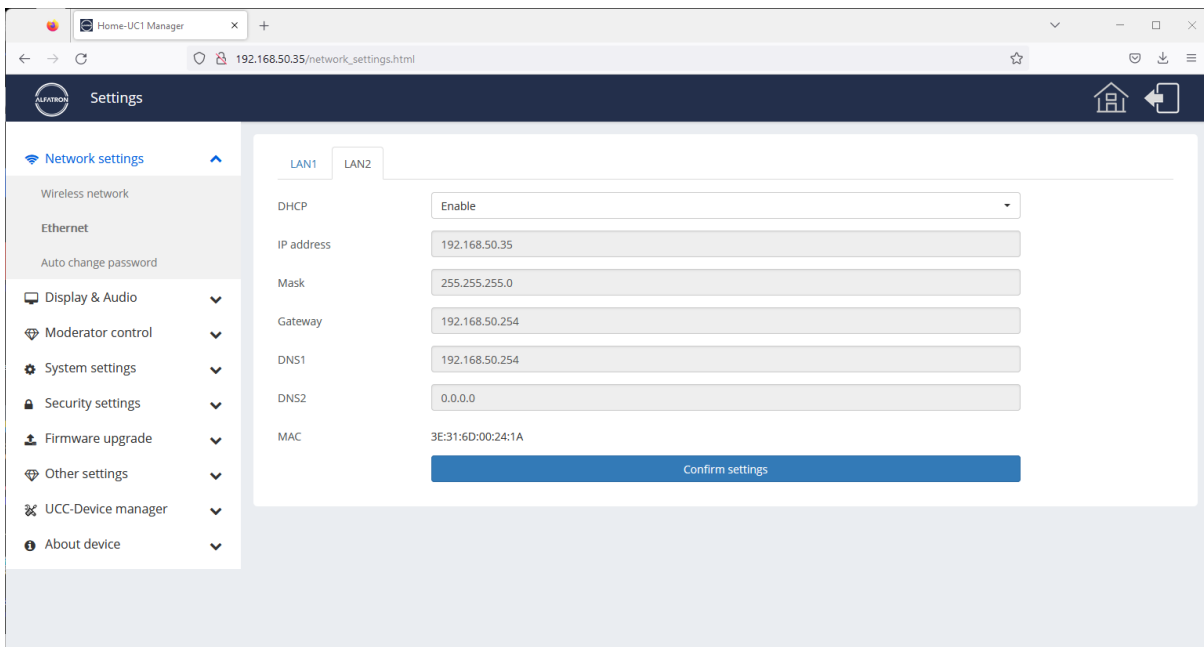 Home-UC1 Manager
192.168.50.35/network_settings.html
ALFATRON
Settings
Network settings
Wireless network
Ethernet
Auto change password
Display & Audio
Moderator control
System settings
Security settings
Firmware upgrade
Other settings
UCC-Device manager
About device
LAN1 LAN2
DHCP Enable
IP address 192.168.50.35
Mask 255.255.255.0
Gateway 192.168.50.254
DNS1 192.168.50.254
DNS2 0.0.0.0
MAC 3E:31:6D:00:24:1A
Confirm settings